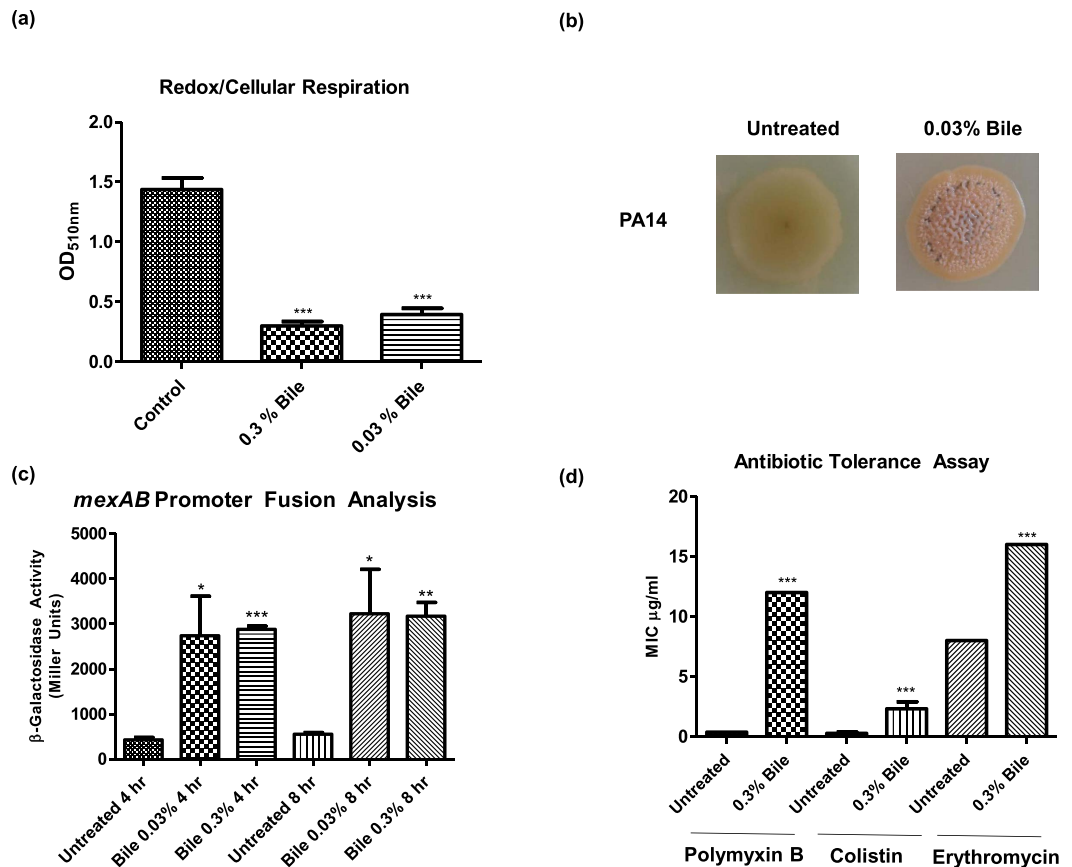 (a)
Redox/Cellular Respiration
OD510nm
2.0
1.5
1.0
0.5
0.0
***
***
Control
0.3 % Bile
0.03 % Bile
(b)
Untreated
0.03% Bile
PA14
(c)
mexAB Promoter Fusion Analysis
β-Galactosidase Activity
(Miller Units)
5000
4000
3000
2000
1000
0
*
***
*
**
Untreated 4 hr
Bile 0.03% 4 hr
Bile 0.3% 4 hr
Untreated 8 hr
Bile 0.03% 8 hr
Bile 0.3% 8 hr
(d)
Antibiotic Tolerance Assay
MIC µg/ml
20
15
10
5
0
***
***
***
Untreated
0.3% Bile
Untreated
0.3% Bile
Untreated
0.3% Bile
Polymyxin B
Colistin
Erythromycin